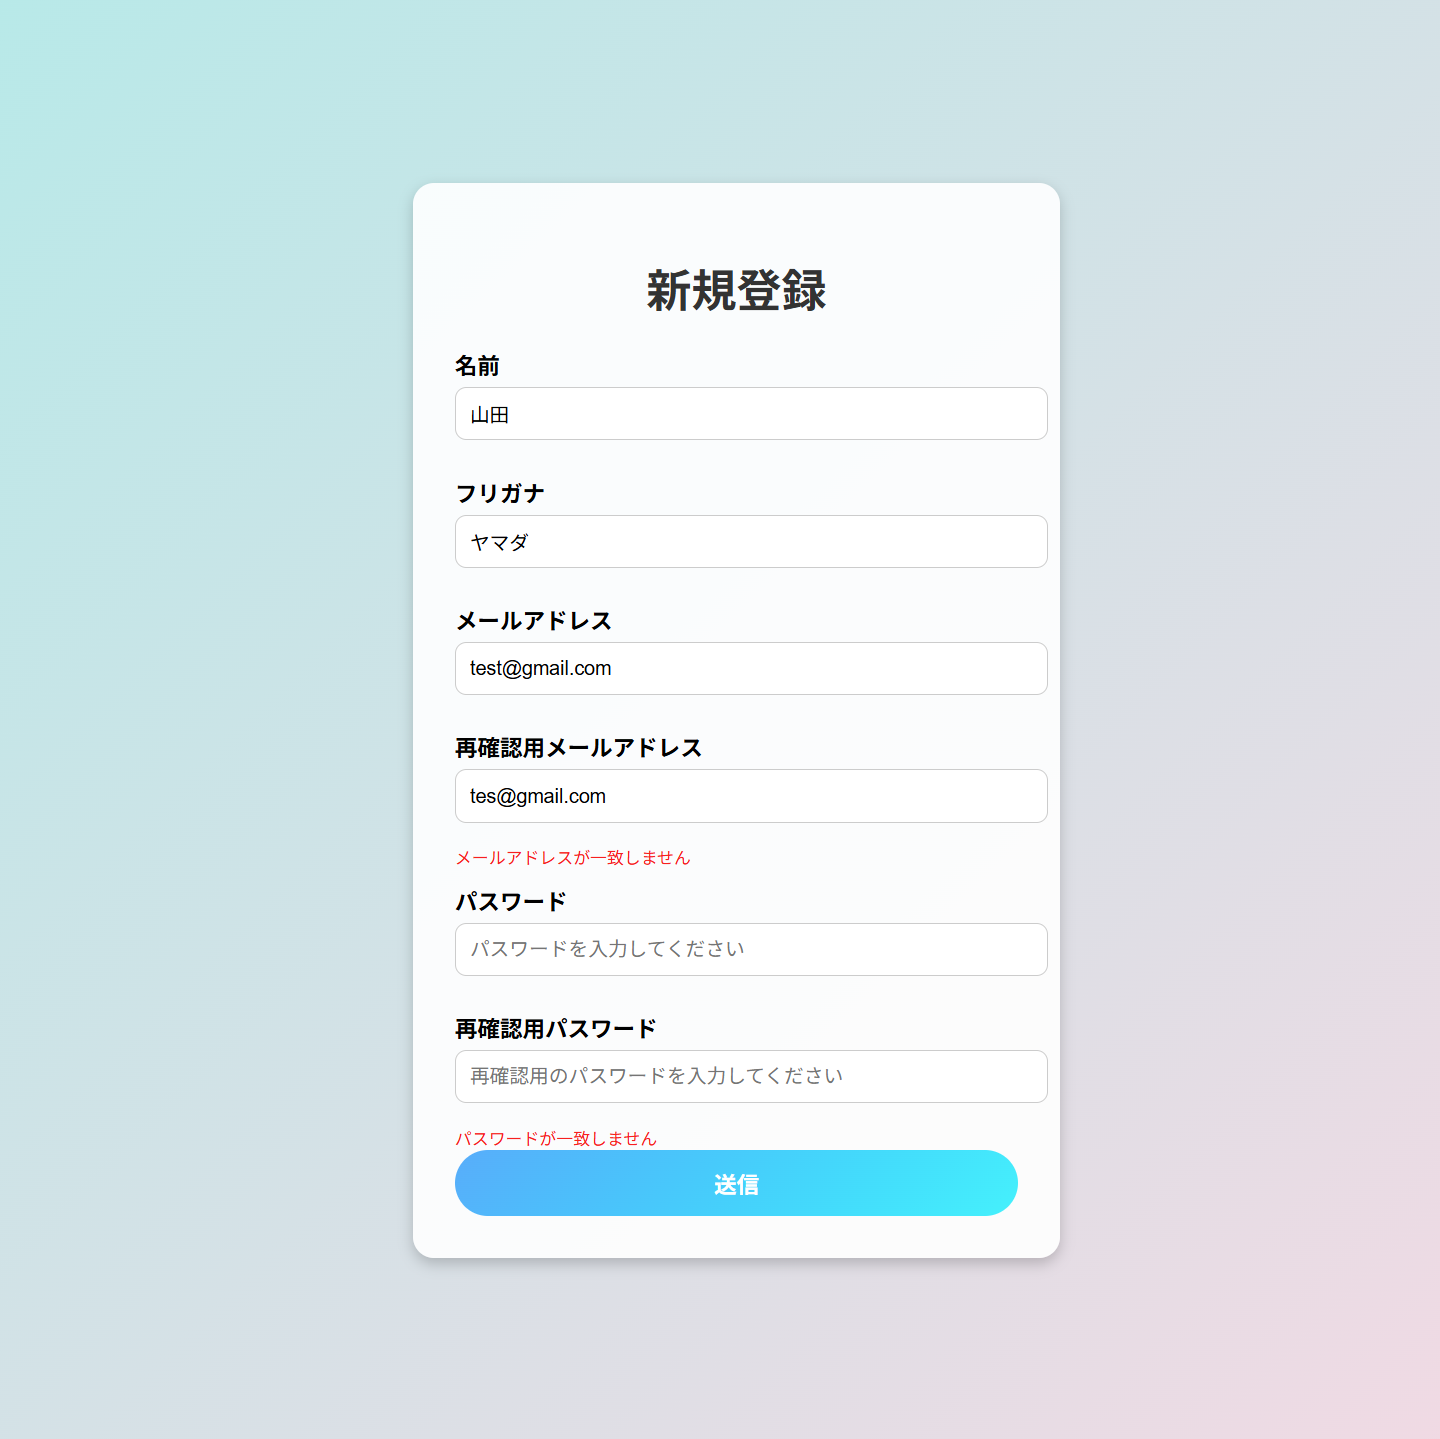 新規登録
名前
山田
フリガナ
ヤマダ
メールアドレス
test@gmail.com
再確認用メールアドレス
tes@gmail.com
メールアドレスが一致しません
パスワード
パスワードを入力してください
再確認用パスワード
再確認用のパスワードを入力してください
パスワードが一致しません
送信